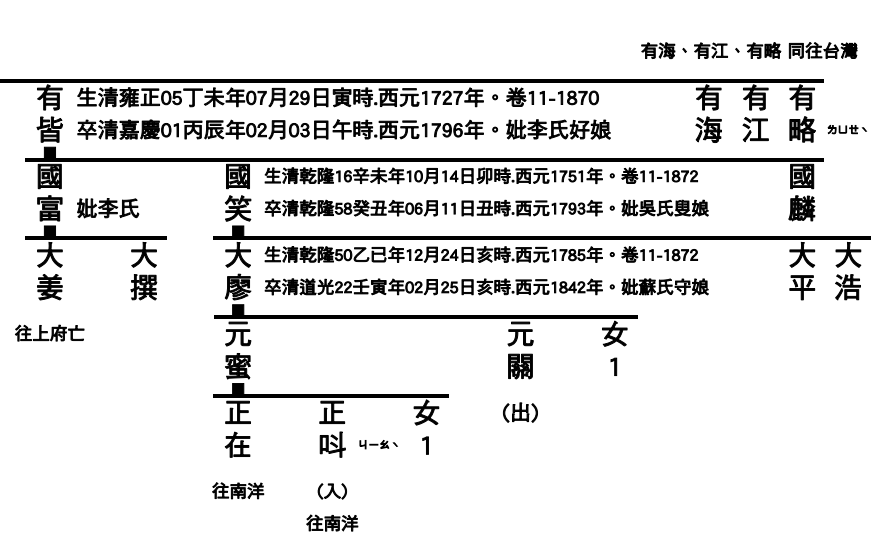 有海、有江、有略 同往台灣
有皆
生清雍正05丁未年07月29日寅時.西元1727年。卷11-1870
卒清嘉慶01丙辰年02月03日午時.西元1796年。妣李氏好娘
有海
有江
有略
ㄌㄩㄝˋ
國富
妣李氏
國笑
生清乾隆16辛未年10月14日卯時.西元1751年。卷11-1872
卒清乾隆58癸丑年06月11日丑時.西元1793年。妣吳氏叟娘
國麟
大姜
大撰
大廖
生清乾隆50乙已年12月24日亥時.西元1785年。卷11-1872
卒清道光22壬寅年02月25日亥時.西元1842年。妣蘇氏守娘
大平
大浩
往上府亡
元蜜
元關
女1
正在
正呌
ㄐㄧㄠˋ
女1
(出)
往南洋
(入)
往南洋